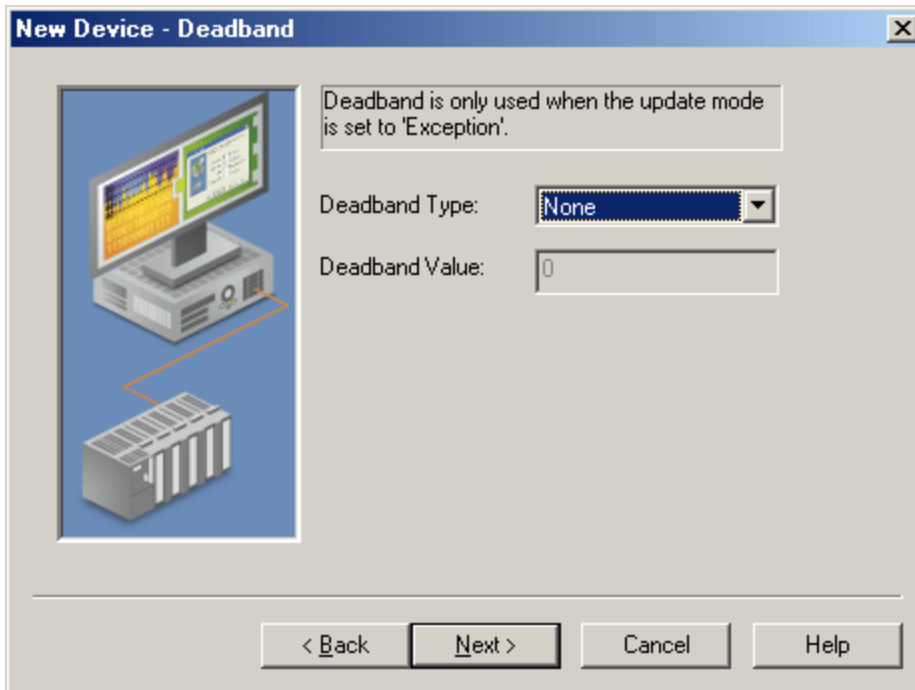 New Device - Deadband
Deadband is only used when the update mode
is set to 'Exception'.
Deadband Type:
None
Deadband Value:
0
< Back
Next >
Cancel
Help